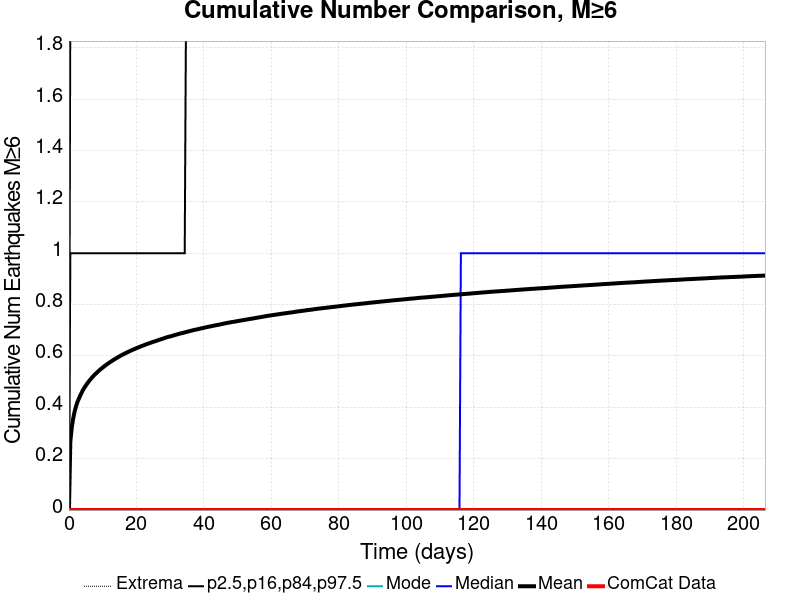 Cumulative Number Comparison, M≥6
Cumulative Num Earthquakes M≥6
1.8
1.6
1.4
1.2
1
0.8
0.6
0.4
0.2
0
0 20 40 60 80 100 120 140 160 180 200
Time (days)
Extrema p2.5,p16,p84,p97.5 Mode Median Mean ComCat Data